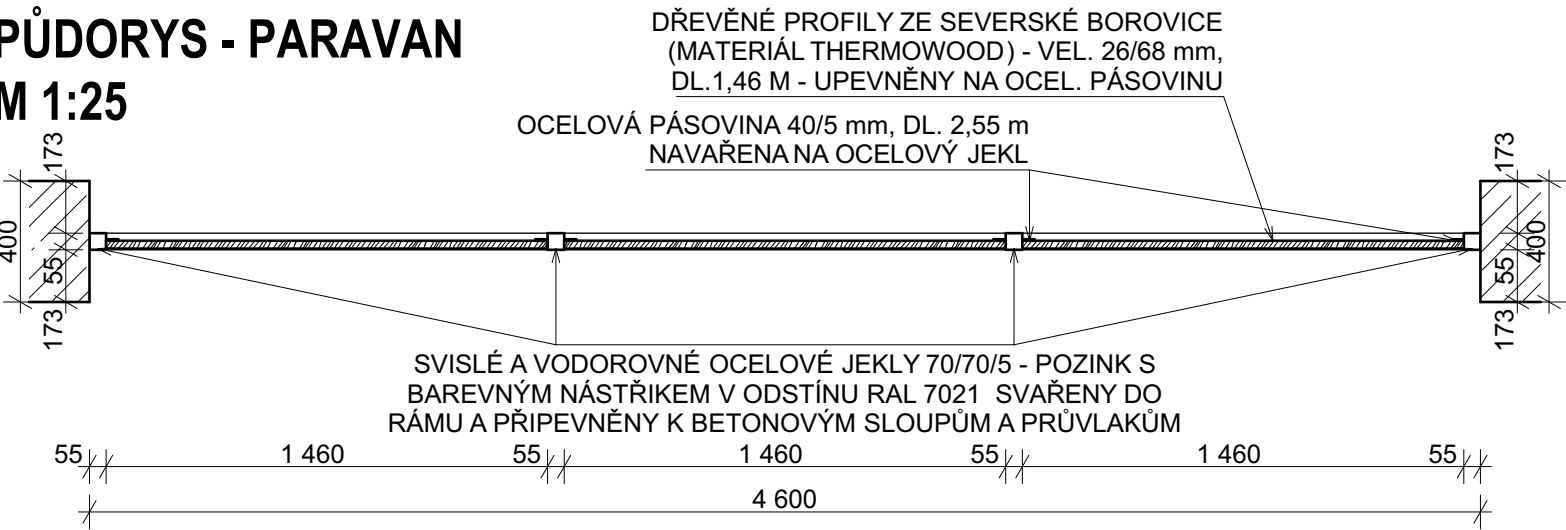 PŮDORYS - PARAVAN
M 1:25
DŘEVĚNÉ PROFILY ZE SEVERSKÉ BOROVICE
(MATERIÁL THERMOWOOD) - VEL. 26/68 mm,
DL.1,46 M - UPEVNĚNY NA OCEL. PÁSOVINU
OCELOVÁ PÁSOVINA 40/5 mm, DL. 2,55 m
NAVAŘENA NA OCELOVÝ JEKL
173
400
55
173
173
400
55
173
SVISLÉ A VODOROVNÉ OCELOVÉ JEKLY 70/70/5 - POZINK S
BAREVNÝM NÁSTŘIKEM V ODSTÍNU RAL 7021 SVAŘENY DO
RÁMU A PŘIPEVNĚNY K BETONOVÝM SLOUPŮM A PRŮVLAKŮM
55 1 460 55 1 460 55 1 460 55
4 600